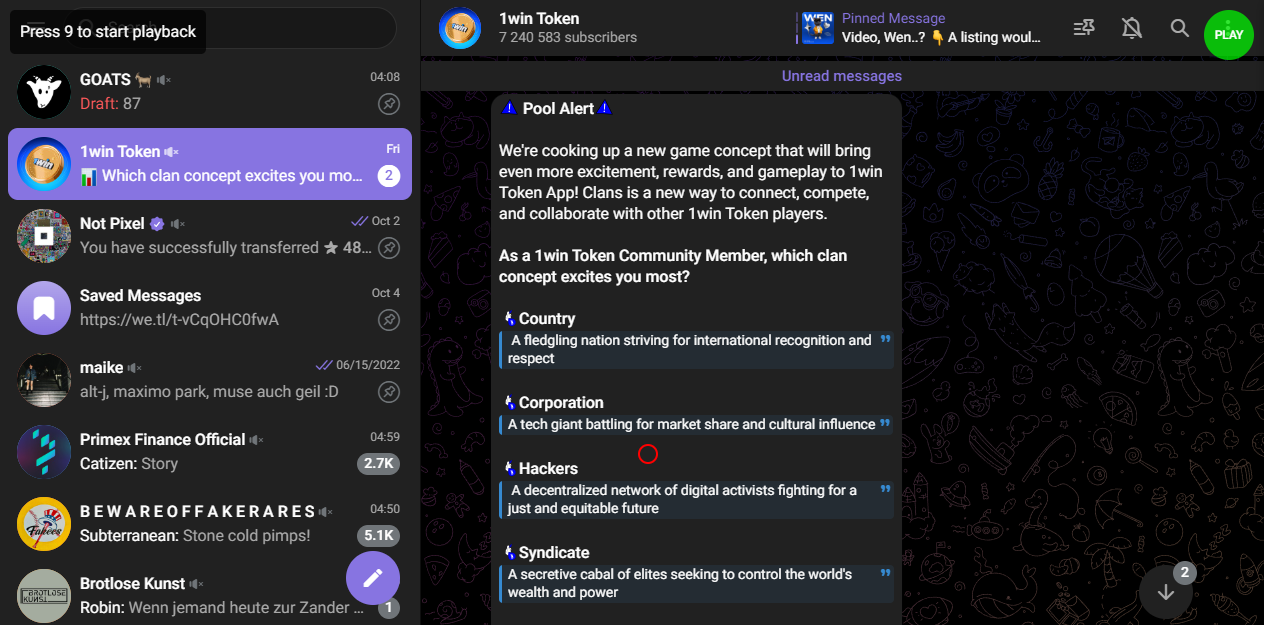 Press 9 to start playback
GOATS
04:08
Draft: 87
1win Token
Fri
Which clan concept excites you mo...
2
Not Pixel
Oct 2
You have successfully transferred ★ 48...
Saved Messages
Oct 4
https://we.tl/t-vCqOHC0fwA
maike
06/15/2022
alt-j, maximo park, muse auch geil :D
Primex Finance Official
04:59
Catizen: Story
2.7K
B E W A R E O F F A K E R A R E S
04:50
Subterranean: Stone cold pimps!
5.1K
Brotlose Kunst
Robin: Wenn jemand heute zur Zander ...
1
1win Token
7 240 583 subscribers
Pinned Message
Video, Wen..? 👇 A listing woul...
PLAY
Unread messages
Pool Alert
We're cooking up a new game concept that will bring
even more excitement, rewards, and gameplay to 1win
Token App! Clans is a new way to connect, compete,
and collaborate with other 1win Token players.
As a 1win Token Community Member, which clan
concept excites you most?
Country
A fledgling nation striving for international recognition and
respect
Corporation
A tech giant battling for market share and cultural influence
Hackers
A decentralized network of digital activists fighting for a
just and equitable future
Syndicate
A secretive cabal of elites seeking to control the world's
wealth and power
2